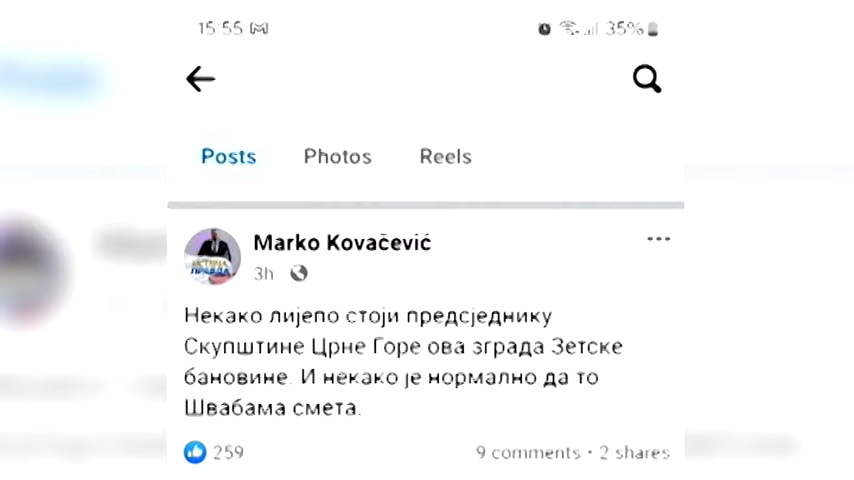 15:55
35%
Posts Photos Reels
Marko Kovačević
3h
Некако лијепо стоји предсједнику
Скупштине Црне Горе ова зграда Зетске
бановине. И некако је нормално да то
Швабама смета.
259 9 comments · 2 shares